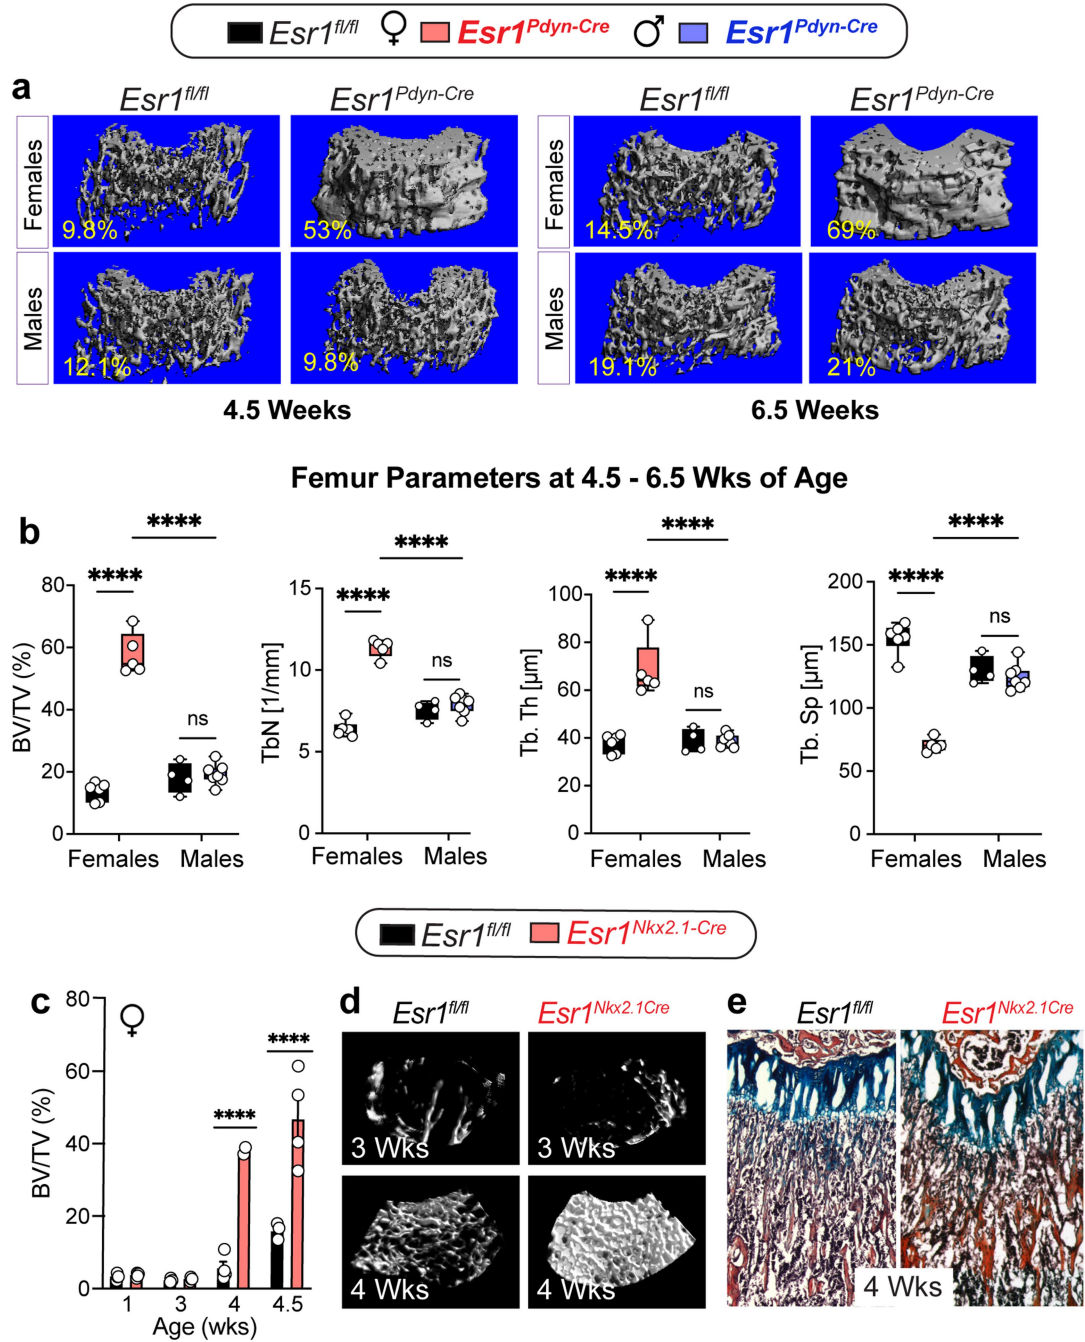 Esr1fl/fl ♀ Esr1Pdyn-Cre ♂ Esr1Pdyn-Cre
a
Esr1fl/fl Esr1Pdyn-Cre Esr1fl/fl Esr1Pdyn-Cre
Females 9.8% 53% Females 14.5% 69%
Males 12.1% 9.8% Males 19.1% 21%
4.5 Weeks 6.5 Weeks
Femur Parameters at 4.5 - 6.5 Wks of Age
b
BV/TV (%)
80
60
40
20
0
****
****
ns
Females Males
TbN [1/mm]
15
10
5
0
****
****
ns
Females Males
Tb. Th [µm]
100
80
60
40
20
0
****
****
ns
Females Males
Tb. Sp [µm]
200
150
100
50
0
****
****
ns
Females Males
Esr1fl/fl Esr1Nkx2.1-Cre
c
♀
BV/TV (%)
80
60
40
20
0
****
****
1 3 4 4.5
Age (wks)
d
Esr1fl/fl Esr1Nkx2.1Cre
3 Wks 3 Wks
4 Wks 4 Wks
e
Esr1fl/fl Esr1Nkx2.1Cre
4 Wks